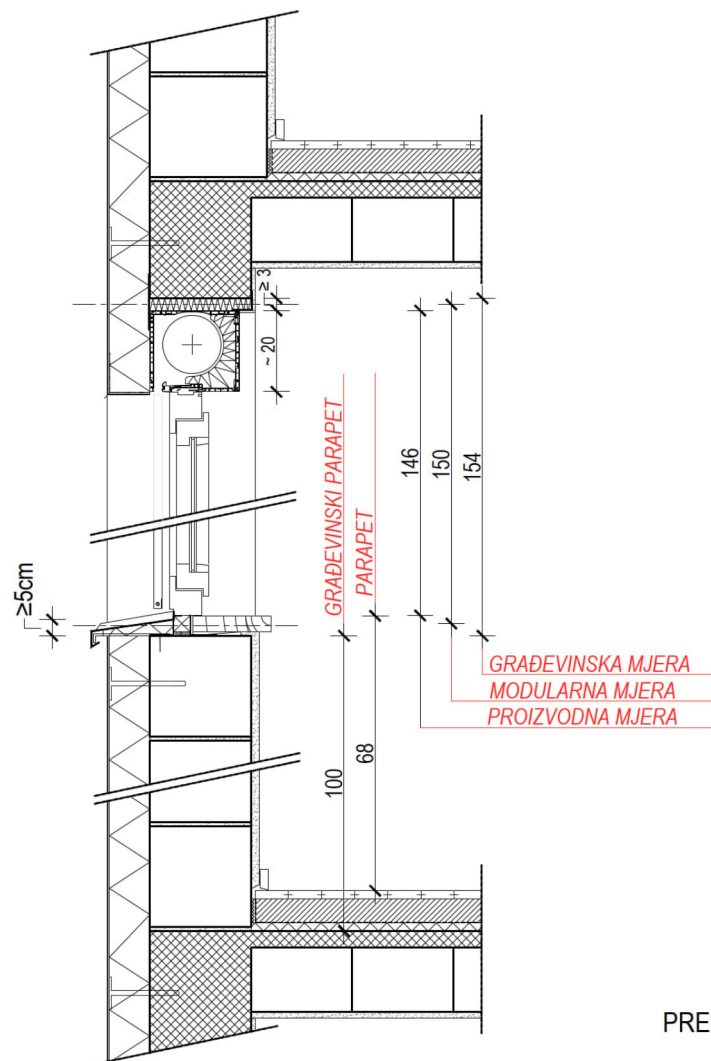 ≥ 3
~ 20
GRAĐEVINSKI PARAPET
PARAPET
146
150
154
≥5cm
GRAĐEVINSKA MJERA
MODULARNA MJERA
PROIZVODNA MJERA
100
68
PRE